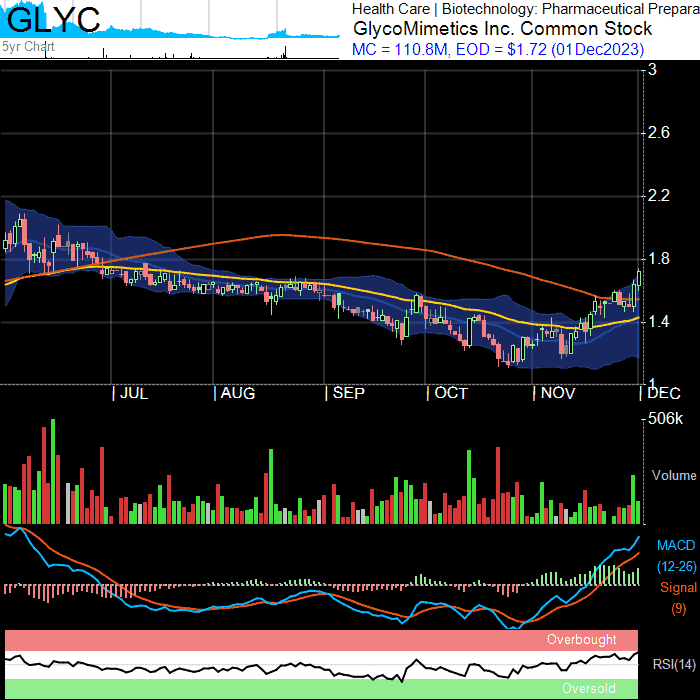 GLYC
Health Care | Biotechnology: Pharmaceutical Prepara
GlycoMimetics Inc. Common Stock
5yr Chart
MC = 110.8M, EOD = $1.72 (01Dec2023)
3
2.6
2.2
1.8
1.4
1
| JUL | AUG | SEP | OCT | NOV | DEC
506k
Volume
MACD
(12-26)
Signal
(9)
Overbought
RSI(14)
Oversold